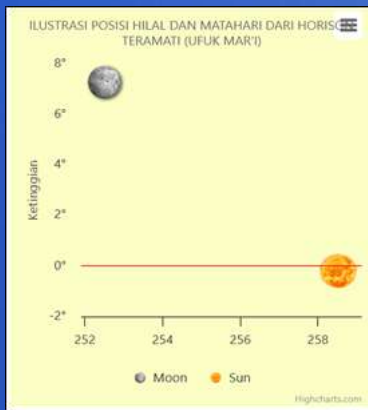 ILUSTRASI POSISI HILAL DAN MATAHARI DARI HORISON
TERAMATI (UFUK MAR'I)
8°
6°
4°
2°
0°
-2°
Ketinggian
252 254 256 258
Moon Sun
Highcharts.com